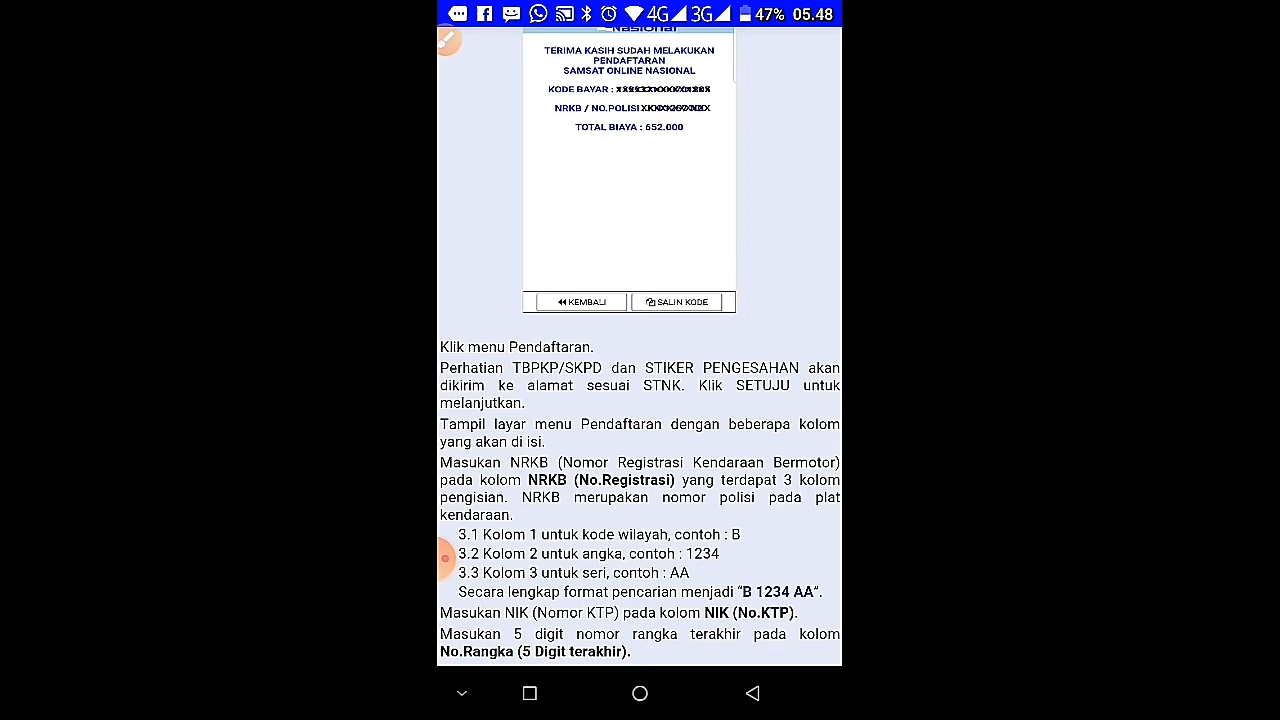 4G 3G 47% 05.48
Nasional
TERIMA KASIH SUDAH MELAKUKAN
PENDAFTARAN
SAMSAT ONLINE NASIONAL
KODE BAYAR :
NRKB / NO.POLISI
TOTAL BIAYA : 652.000
KEMBALI
SALIN KODE
Klik menu Pendaftaran.
Perhatian TBPKP/SKPD dan STIKER PENGESAHAN akan
dikirim ke alamat sesuai STNK. Klik SETUJU untuk
melanjutkan.
Tampil layar menu Pendaftaran dengan beberapa kolom
yang akan di isi.
Masukan NRKB (Nomor Registrasi Kendaraan Bermotor)
pada kolom NRKB (No.Registrasi) yang terdapat 3 kolom
pengisian. NRKB merupakan nomor polisi pada plat
kendaraan.
3.1 Kolom 1 untuk kode wilayah, contoh : B
3.2 Kolom 2 untuk angka, contoh : 1234
3.3 Kolom 3 untuk seri, contoh : AA
Secara lengkap format pencarian menjadi “B 1234 AA”.
Masukan NIK (Nomor KTP) pada kolom NIK (No.KTP).
Masukan 5 digit nomor rangka terakhir pada kolom
No.Rangka (5 Digit terakhir).